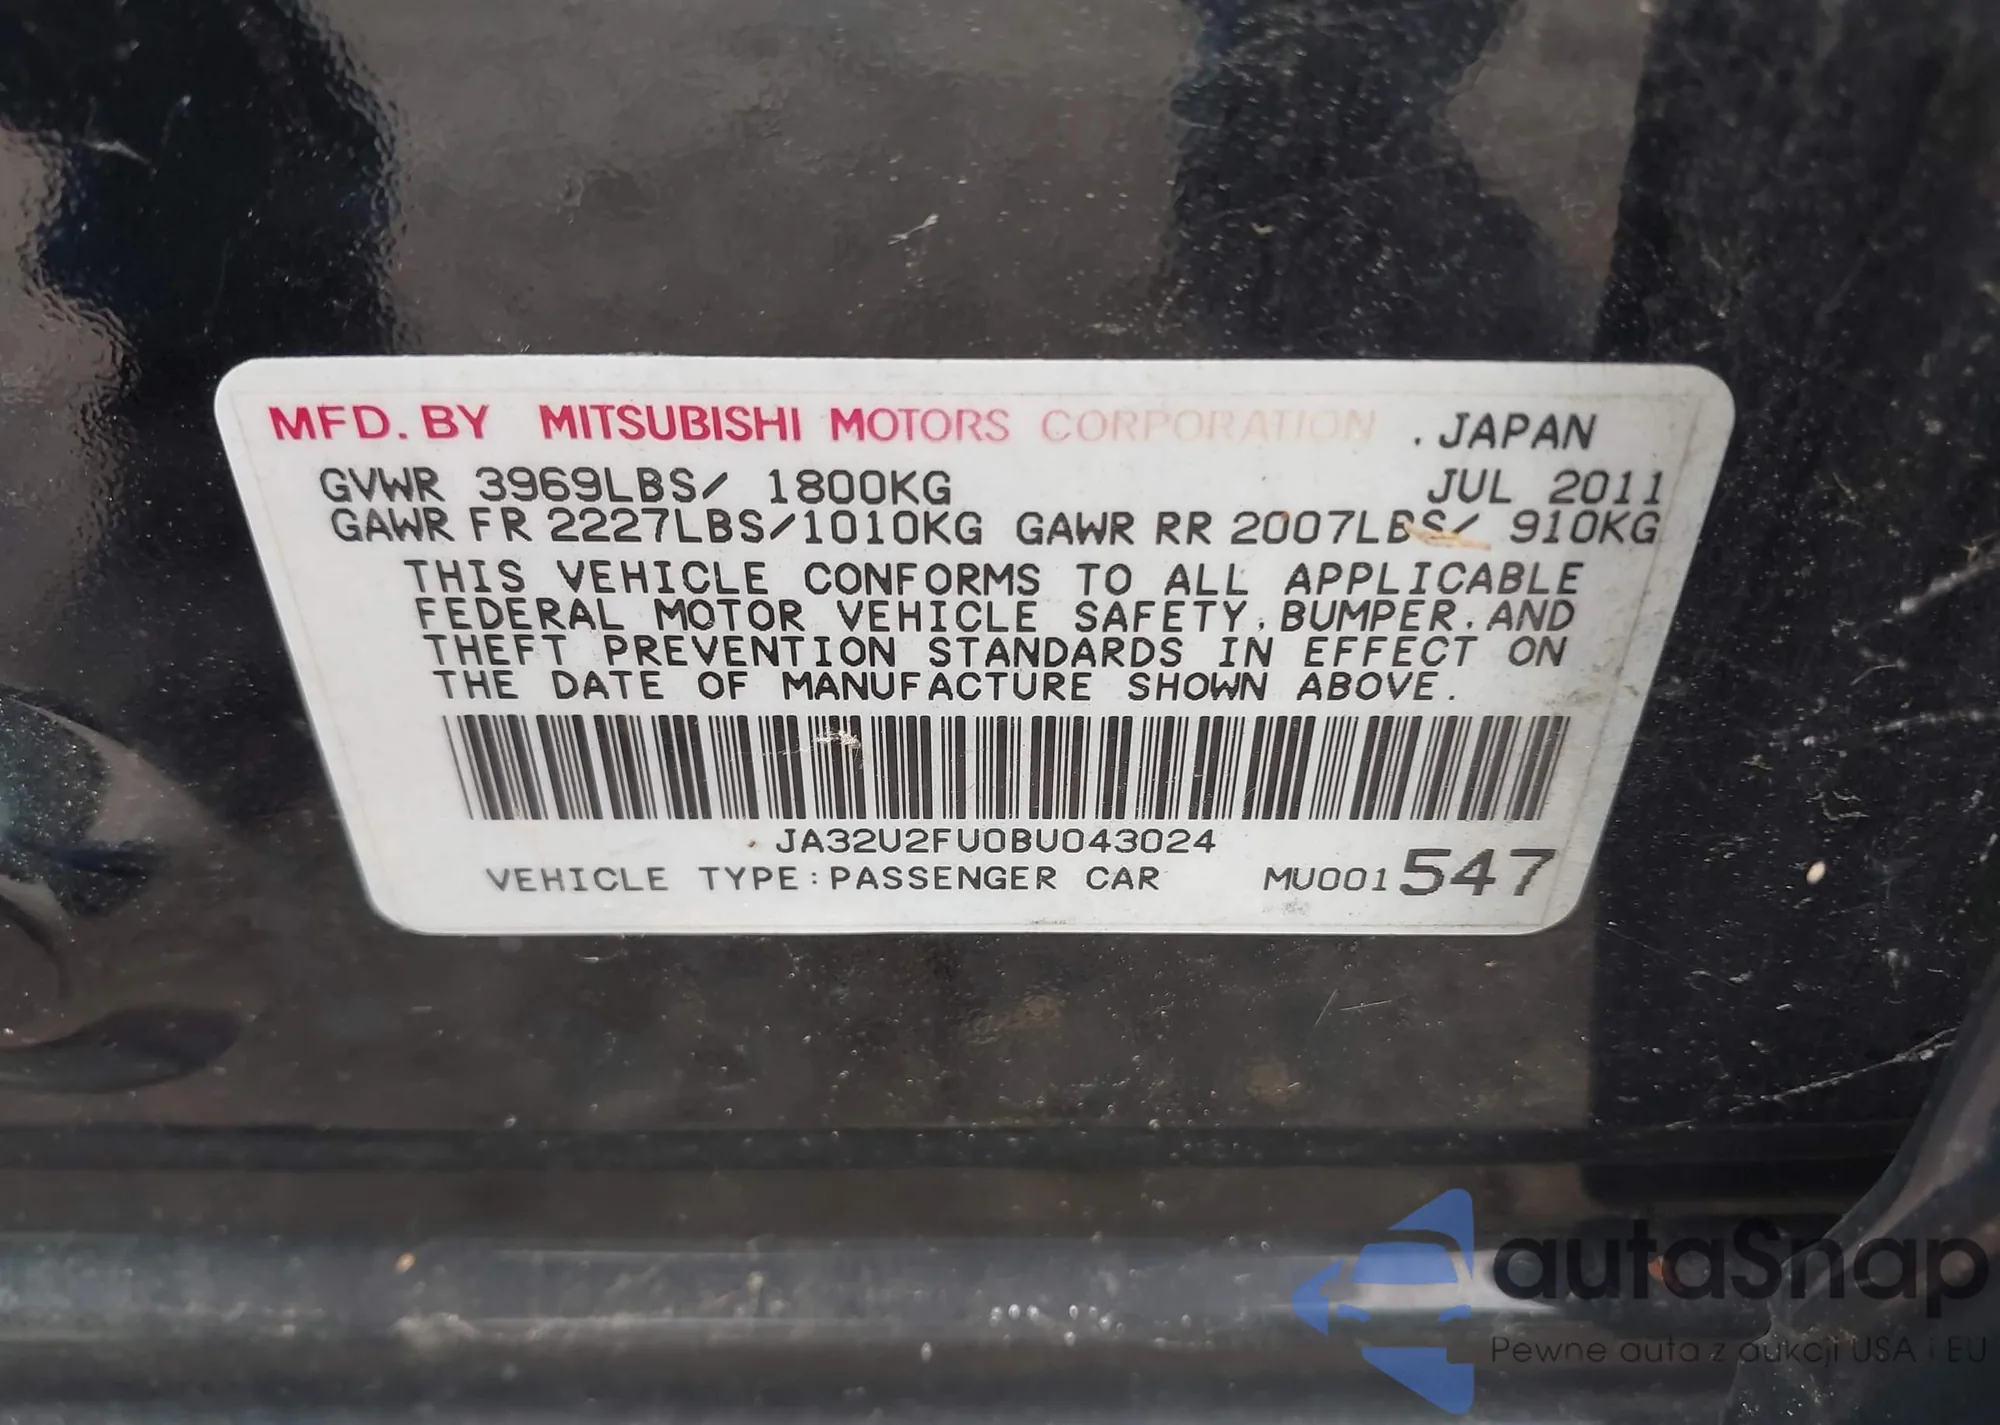 MFD. BY MITSUBISHI MOTORS CORPORATION . JAPAN
GVWR 3969LBS/ 1800KG JUL 2011
GAWR FR 2227LBS/1010KG GAWR RR 2007LBS/ 910KG
THIS VEHICLE CONFORMS TO ALL APPLICABLE
FEDERAL MOTOR VEHICLE SAFETY, BUMPER, AND
THEFT PREVENTION STANDARDS IN EFFECT ON
THE DATE OF MANUFACTURE SHOWN ABOVE.
JA32U2FU0BU043024
VEHICLE TYPE:PASSENGER CAR MU001547
autaSnap
Pewne auta z aukcji USA i EU